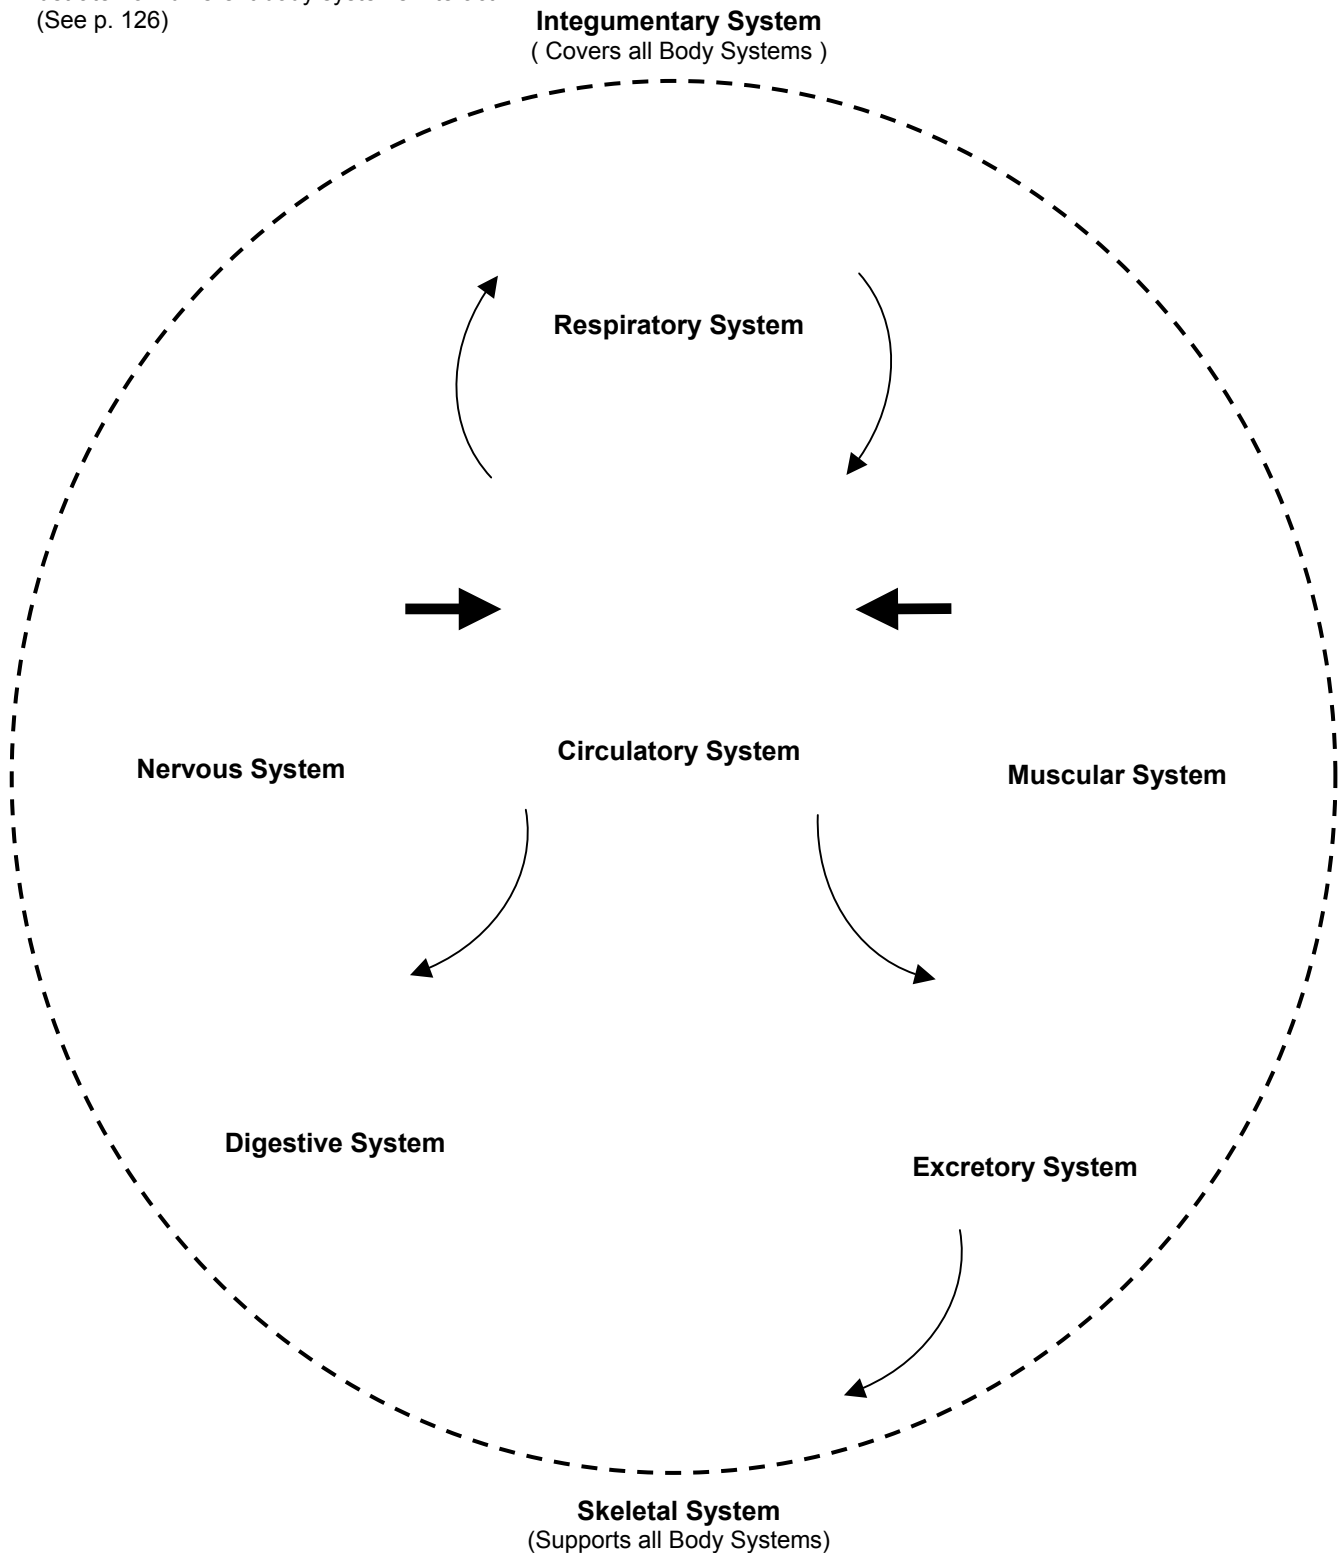 (See p. 126)
Integumentary System
( Covers all Body Systems )
Respiratory System
Circulatory System
Nervous System
Muscular System
Digestive System
Excretory System
Skeletal System
(Supports all Body Systems)